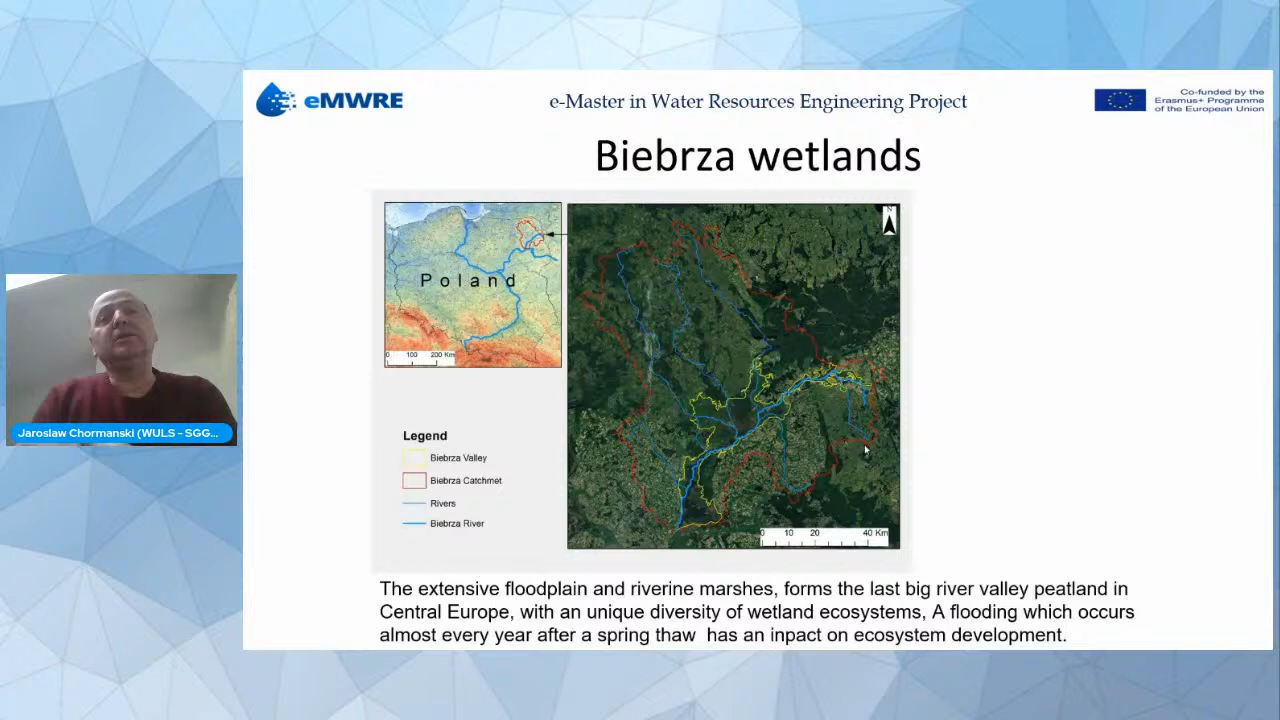 eMWRE
e-Master in Water Resources Engineering Project
Co-funded by the
Erasmus+ Programme
of the European Union
Biebrza wetlands
Poland
0 100 200 Km
N
Legend
Biebrza Valley
Biebrza Catchmet
Rivers
Biebrza River
0 10 20 40 Km
Jaroslaw Chormanski (WULS - SGG...
The extensive floodplain and riverine marshes, forms the last big river valley peatland in
Central Europe, with an unique diversity of wetland ecosystems, A flooding which occurs
almost every year after a spring thaw has an inpact on ecosystem development.